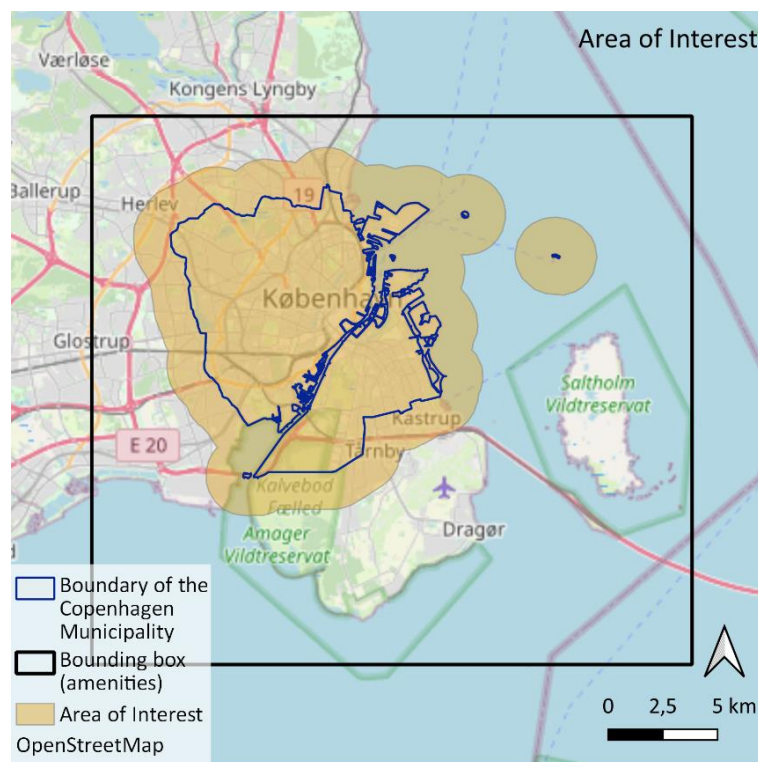 Area of Interest
Værløse
Kongens Lyngby
Ballerup
Herlev
19
København
Glostrup
Saltholm
Vildtreservat
Kastrup
E 20
Tårnby
Kalvebod
Fælled
Amager
Vildtreservat
Dragør
Boundary of the
Copenhagen
Municipality
Bounding box
(amenities)
Area of Interest
OpenStreetMap
0 2,5 5 km